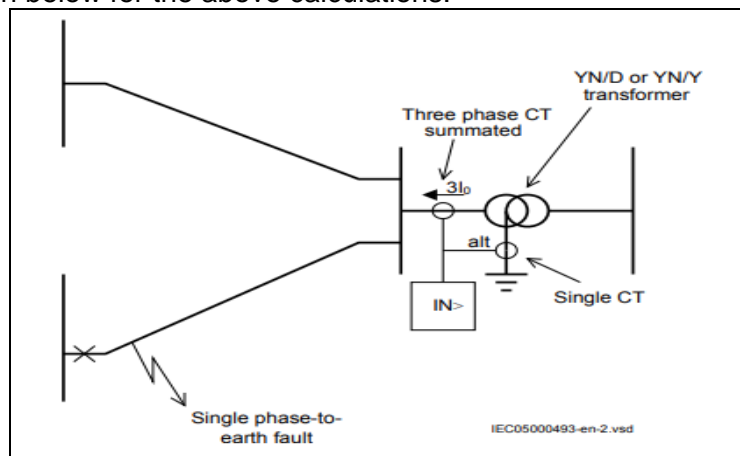 n below for the above calculations.
YN/D or YN/Y
transformer
Three phase CT
summated
3I₀
alt
IN>
Single CT
Single phase-to-
earth fault
IEC05000493-en-2.vsd